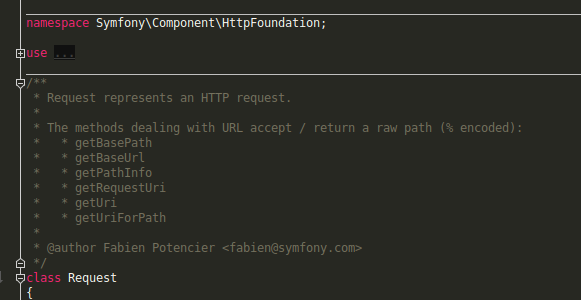 namespace Symfony\Component\HttpFoundation;
use ...
/**
 * Request represents an HTTP request.
 *
 * The methods dealing with URL accept / return a raw path (% encoded):
 *   * getBasePath
 *   * getBaseUrl
 *   * getPathInfo
 *   * getRequestUri
 *   * getUri
 *   * getUriForPath
 *
 * @author Fabien Potencier <fabien@symfony.com>
 */
class Request
{